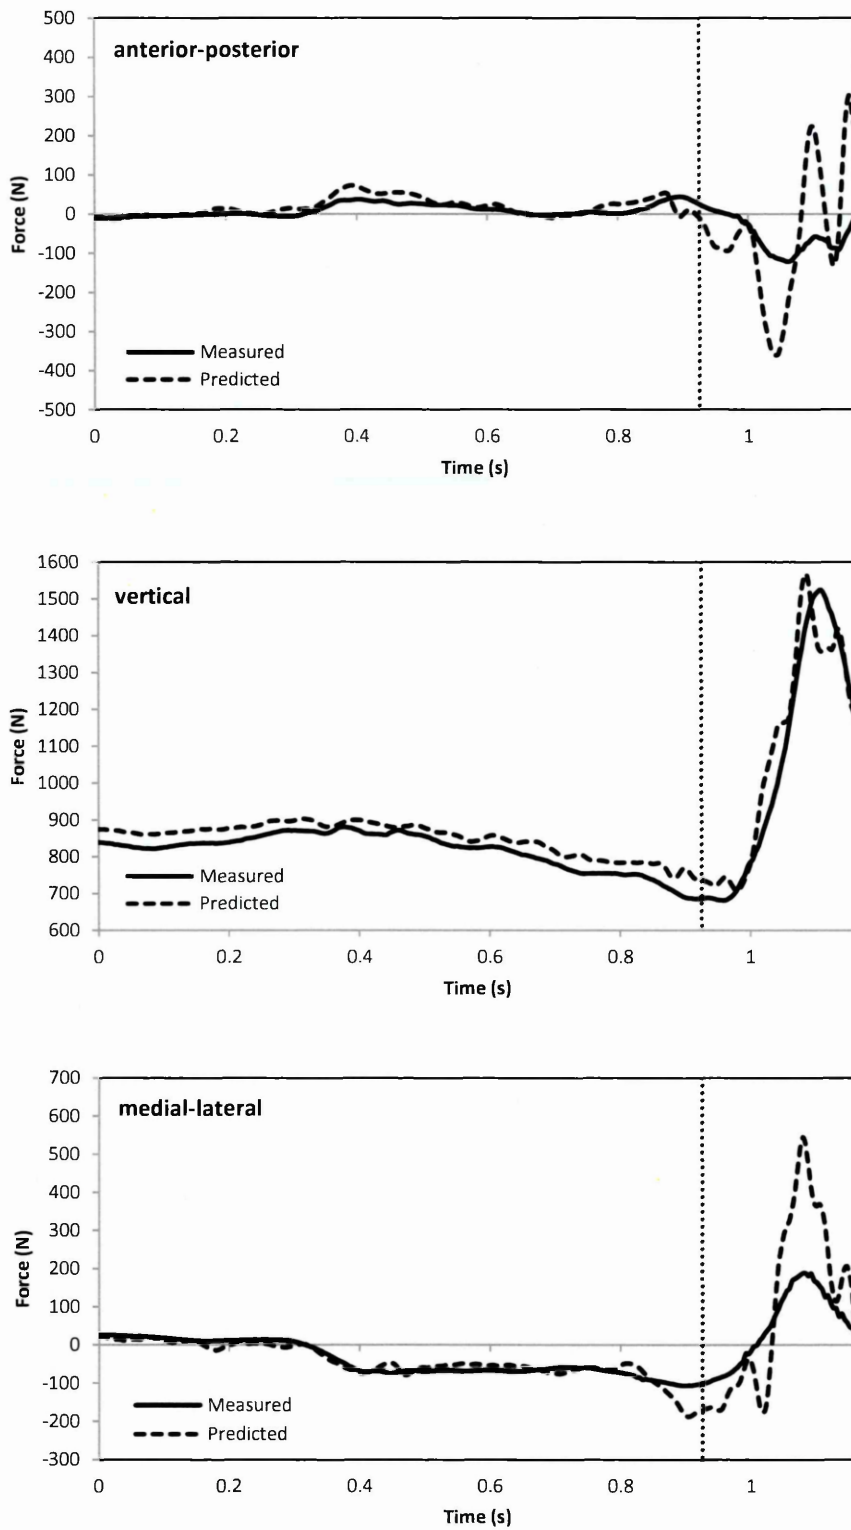 500
anterior-posterior
400
300
200
100
0
-100
-200
-300
-400
-500
Force (N)
Measured
Predicted
0 0.2 0.4 0.6 0.8 1
Time (s)
1600
vertical
1500
1400
1300
1200
1100
1000
900
800
700
600
Force (N)
Measured
Predicted
0 0.2 0.4 0.6 0.8 1
Time (s)
700
medial-lateral
600
500
400
300
200
100
0
-100
-200
-300
Force (N)
Measured
Predicted
0 0.2 0.4 0.6 0.8 1
Time (s)